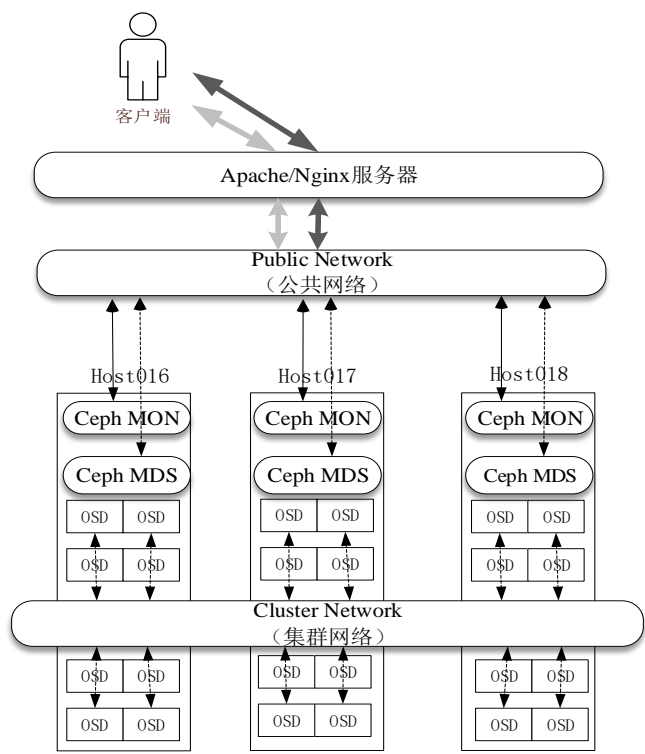 客户端
Apache/Nginx服务器
Public Network
（公共网络）
Host016 Host017 Host018
Ceph MON Ceph MON Ceph MON
Ceph MDS Ceph MDS Ceph MDS
OSD OSD OSD OSD OSD OSD
OSD OSD OSD OSD OSD OSD
Cluster Network
（集群网络）
OSD OSD OSD OSD OSD OSD
OSD OSD OSD OSD OSD OSD